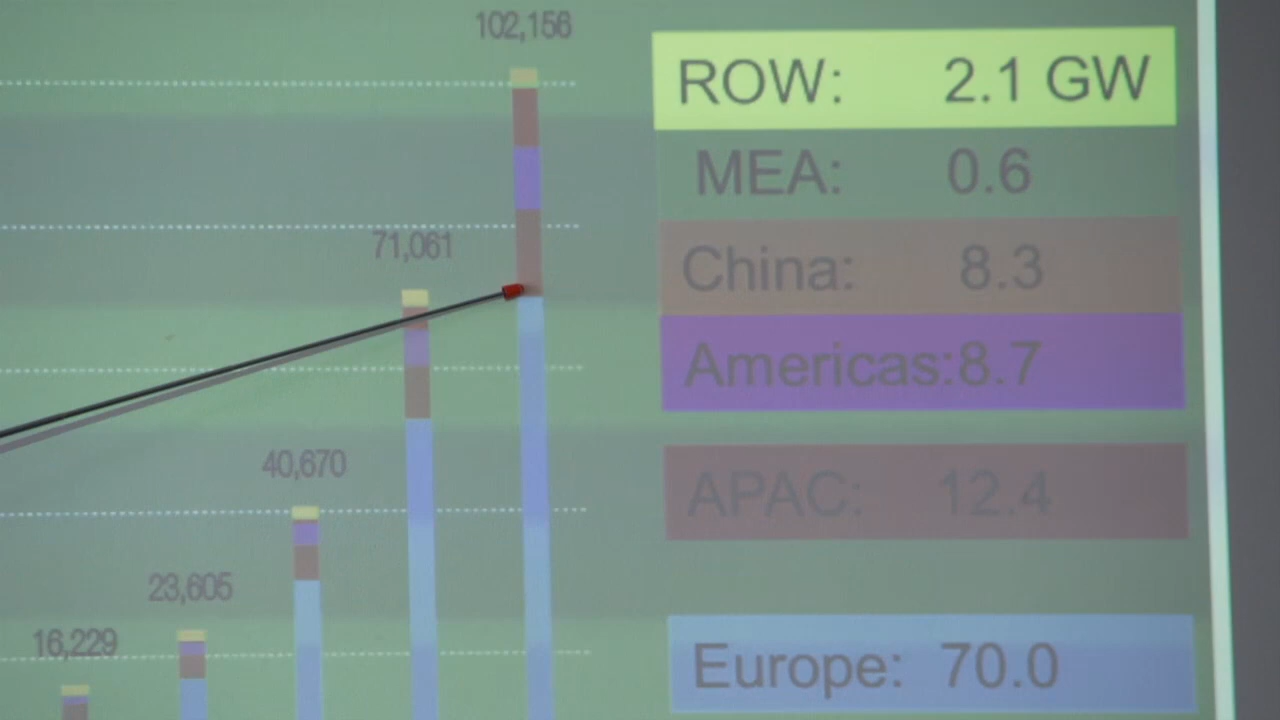 102,156
71,061
40,670
23,605
16,229
ROW: 2.1 GW
MEA: 0.6
China: 8.3
Americas:8.7
APAC: 12.4
Europe: 70.0